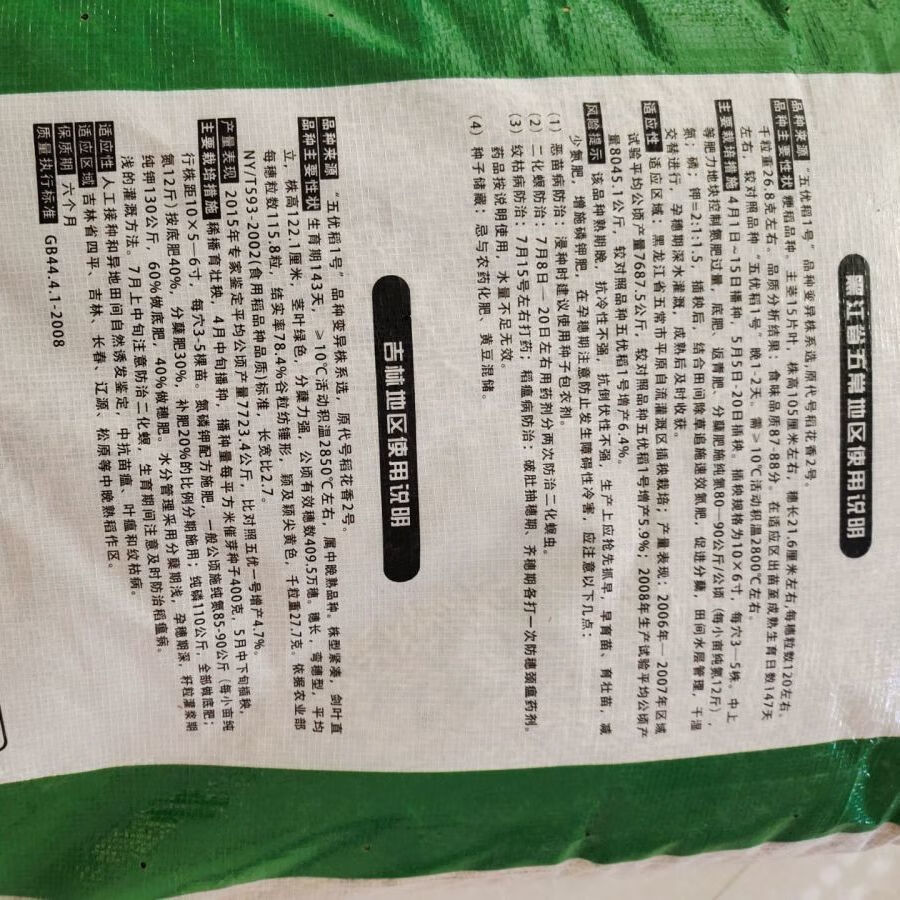 黑江省五常地区使用说明
品种来源 “五优稻1号”品种变异株系选,原代号稻花香2号。
品种主要性状 粳稻品种。主茎15片叶,株高105厘米左右,穗长21.6厘米左右,每穗粒数120左右、
千粒重26.8克左右。品质分析结果:食味品质87-88分。在适应区出苗至成熟生育日数147天
左右,较对照品种“五优稻1号”晚1-2天。需≥10℃活动积温2800℃左右。
主要栽培措施 4月1日~15日播种,5月5日-20日插秧。插秧规格为10×6寸,每穴3—5株。中上
等肥力地块控制氮肥过量,底肥、返青肥、分蘖肥施纯氮80—90公斤/公顷(每小亩纯氮12斤),
氮:磷:钾=2:1:1.5,插秧后,结合田间除草追施速效氮肥,促进分蘖,田间水层管理,干湿
交替进行,孕穗期深水灌溉,成熟后及时收获。
适应性 适应区域:黑龙江省五常市平原自流灌溉区插秧栽培;产量表现:2006年—2007年区域
试验平均公顷产量7687.5公斤,较对照品种五优稻1号增产5.9%;2008年生产试验平均公顷产
量8045.1公斤,较对照品种五优稻1号增产6.4%。
风险提示 该品种熟期晚,抗冷性不强,抗倒伏性不强,生产上应抢先抓早,早育苗、育壮苗,减
少氮肥,增施磷钾肥,在孕穗期注意防止发生障碍性冷害,应注意以下几点:
(1)恶苗病防治:浸种时建议使用种子包衣剂。
(2)二化螟防治:7月8日—20日左右用药剂分两次防治二化螟虫。
(3)纹枯病防治:7月15号左右打药;稻瘟病防治:破肚抽穗期、齐穗期各打一次防穗颈瘟药剂。
药品按说明使用,水量不足无效。
(4)种子储藏:忌与农药化肥、黄豆混储。
吉林地区使用说明
品种来源 “五优稻1号”品种变异株系选,原代号稻花香2号。
品种主要性状 生育期143天,≥10℃活动积温2850℃左右,属中晚熟品种。株型紧凑,剑叶直
立,株高122.1厘米,茎叶绿色,分蘖力强,公顷有效穗数409.5万穗。穗长,弯穗型,平均
每穗粒数115.8粒,结实率78.4%谷粒纺锤形,颖及颖尖黄色,千粒重27.7克。依据农业部
NY/T593-2002《食用稻品种品质》标准,长宽比2.7。
产量表现 2015年专家鉴定平均公顷产量7723.4公斤,比对照五优一号增产4.7%。
主要栽培措施 稀播育壮秧,4月中旬播种,播种量每平方米催芽种子400克,5月中下旬插秧,
行株距10×5—6寸,每穴3-5棵苗。氮磷钾配方施肥,一般公顷施纯氮85-90公斤(每小亩纯
氮12斤)按底肥40%,分蘖肥30%,补肥20%的比例分期施用;纯磷110公斤,全部做底肥;
纯钾130公斤,60%做底肥,40%做穗肥。水分管理采用分蘖期浅,孕穗期深,籽粒灌浆期
浅的灌溉方法。7月上中旬注意防治二化螟,生育期间注意及时防治稻瘟病。
适应性 人工接种和异地田间自然诱发鉴定,中抗苗瘟、叶瘟和纹枯病。
适应区域 吉林省四平、吉林、长春、辽源、松原等中晚熟稻作区。
保质期 六个月
质量执行标准 GB44.4.1-2008